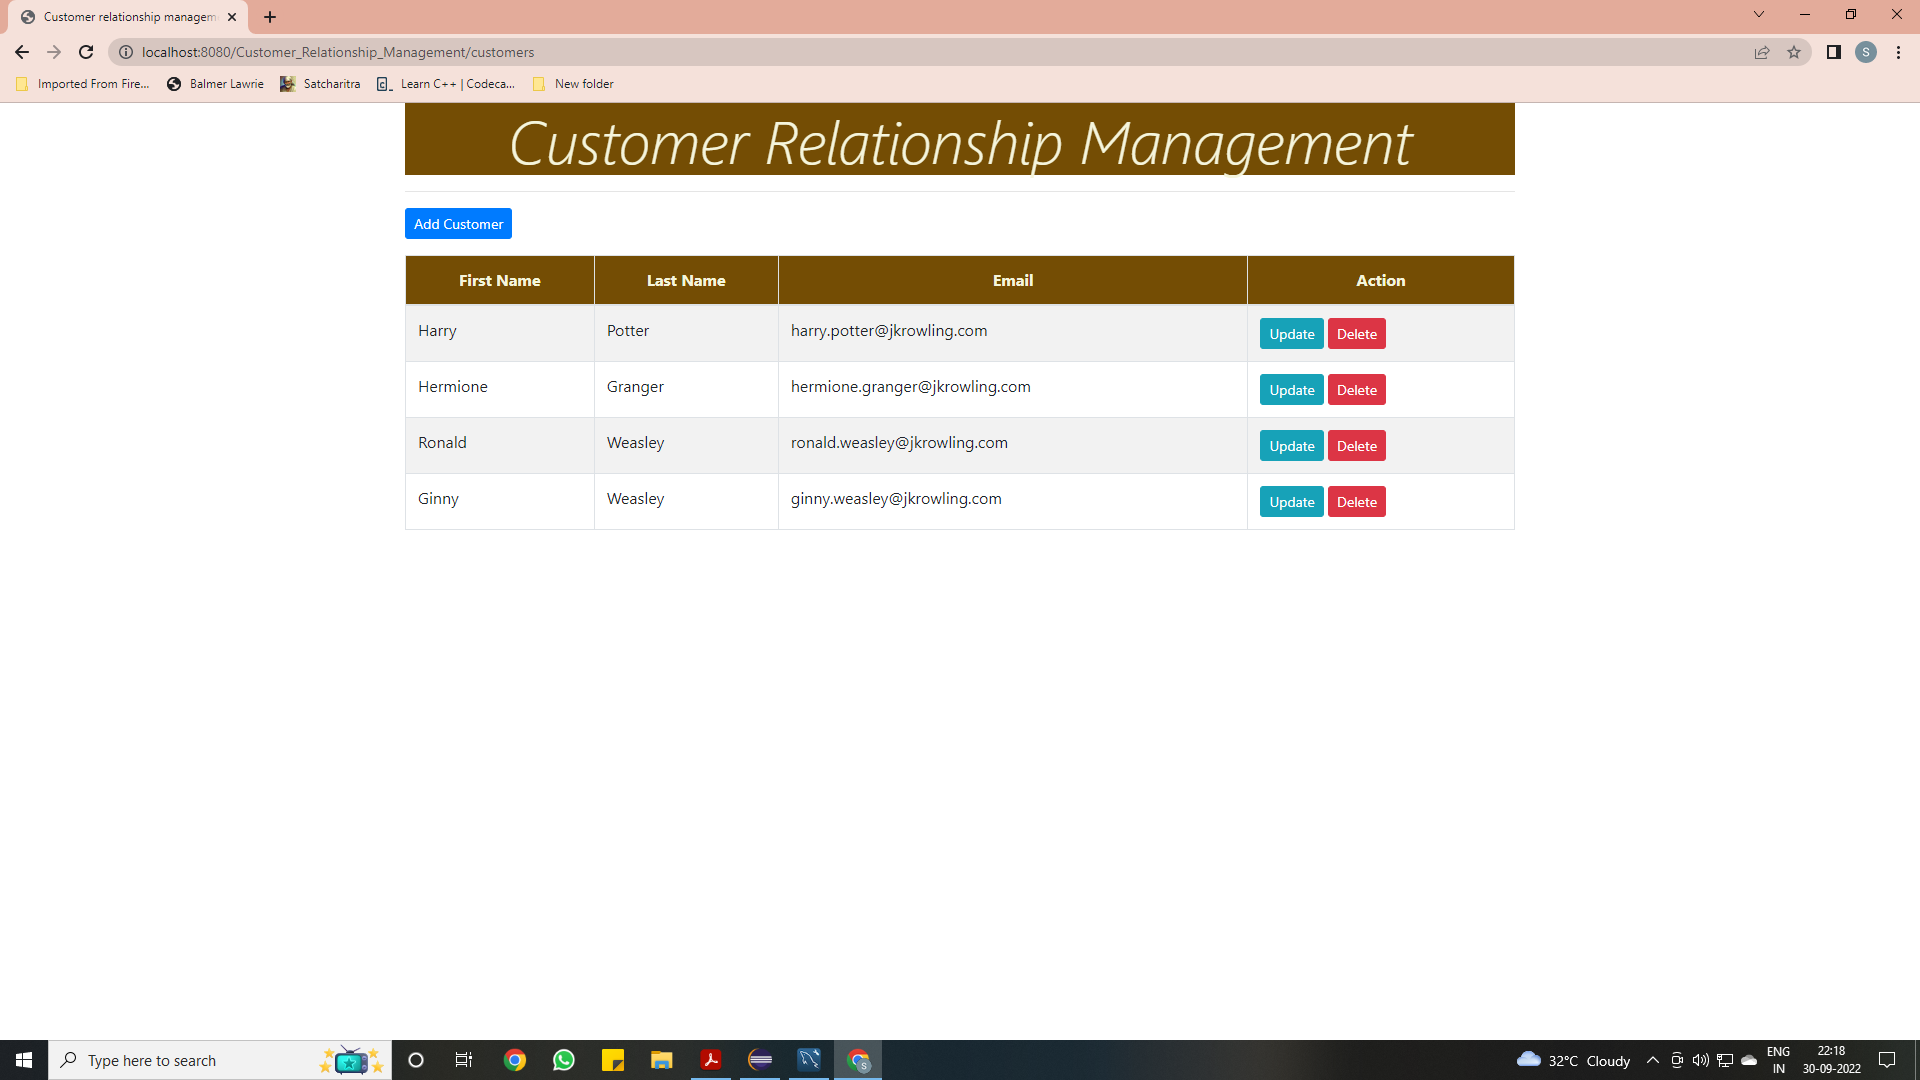 Customer relationship managem
localhost:8080/Customer_Relationship_Management/customers
S
Imported From Fire...
Balmer Lawrie
Satcharitra
Learn C++ | Codeca...
New folder
Customer Relationship Management
Add Customer
First Name Last Name Email Action
Harry Potter harry.potter@jkrowling.com Update Delete
Hermione Granger hermione.granger@jkrowling.com Update Delete
Ronald Weasley ronald.weasley@jkrowling.com Update Delete
Ginny Weasley ginny.weasley@jkrowling.com Update Delete
Type here to search
S
32°C Cloudy
ENG
IN
22:18
30-09-2022